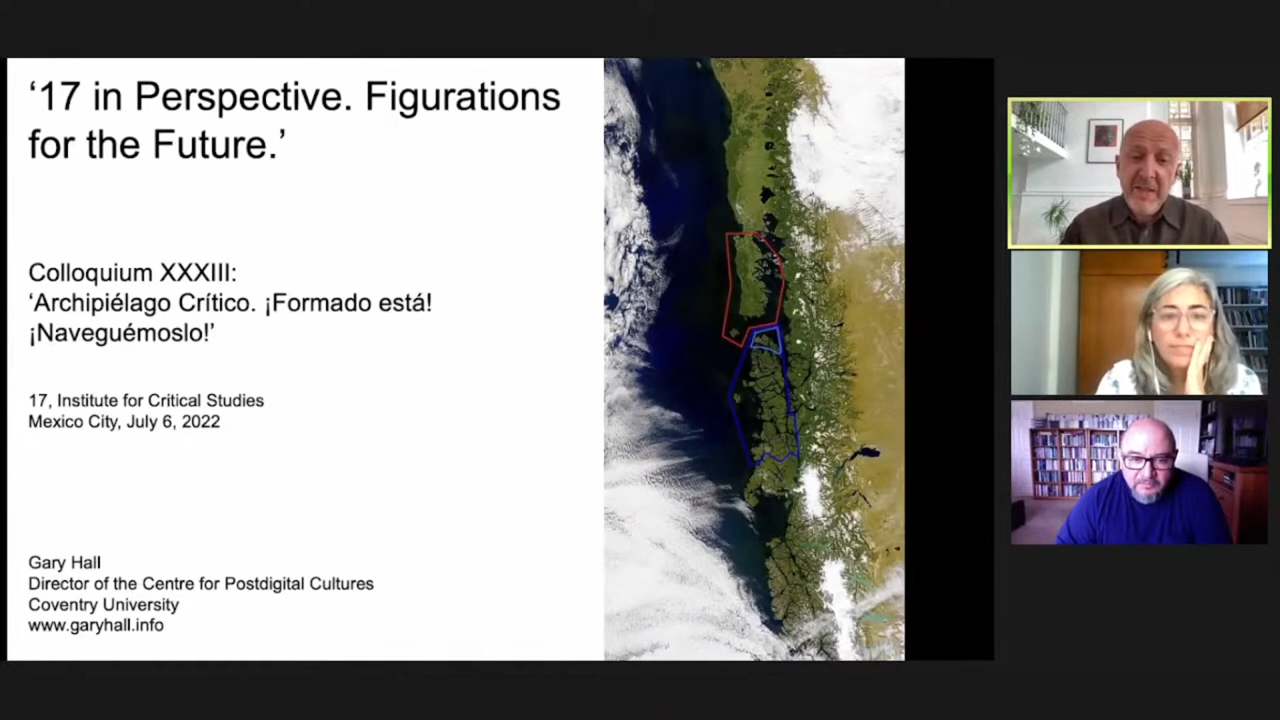 ‘17 in Perspective. Figurations
for the Future.’
Colloquium XXXIII:
‘Archipiélago Crítico. ¡Formado está!
¡Naveguémoslo!’
17, Institute for Critical Studies
Mexico City, July 6, 2022
Gary Hall
Director of the Centre for Postdigital Cultures
Coventry University
www.garyhall.info